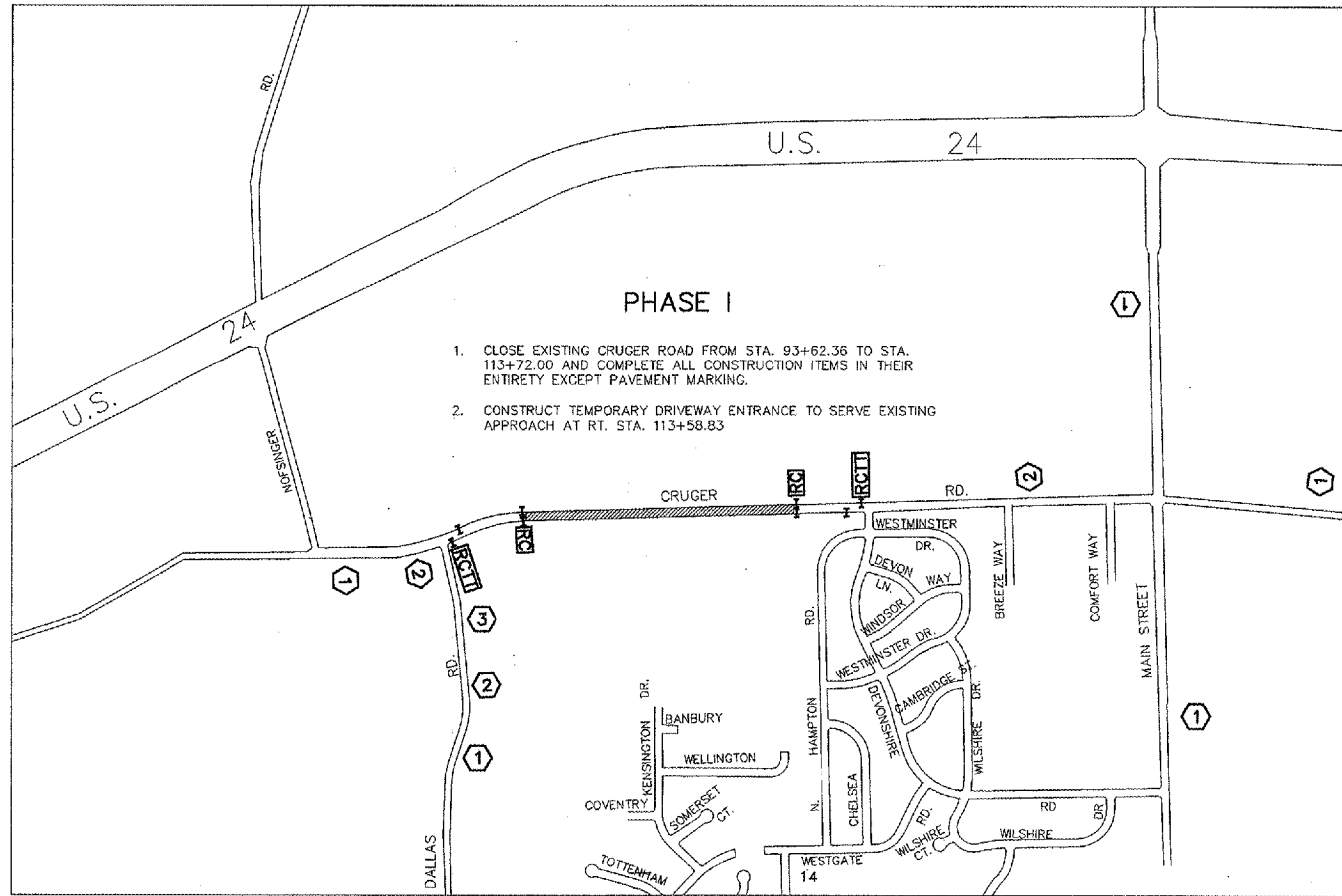 RD.
U.S. 24
24
U.S.
PHASE I
1. CLOSE EXISTING CRUGER ROAD FROM STA. 93+62.36 TO STA.
113+72.00 AND COMPLETE ALL CONSTRUCTION ITEMS IN THEIR
ENTIRETY EXCEPT PAVEMENT MARKING.
2. CONSTRUCT TEMPORARY DRIVEWAY ENTRANCE TO SERVE EXISTING
APPROACH AT RT. STA. 113+58.83
1
NOFSINGER
CRUGER
RD.
RC
RCTT
2
1
RC
RCTT
1
2
3
2
1
RD.
DALLAS
WESTMINSTER
DR.
DEVON
LN.
WAY
WINDSOR
WESTMINSTER DR.
CAMBRIDGE ST.
DEVONSHIRE
RD.
WILSHIRE DR.
RD.
HAMPTON
N.
CHELSEA
BREEZE WAY
COMFORT WAY
MAIN STREET
1
KENSINGTON DR.
BANBURY
WELLINGTON
COVENTRY
SOMERSET
CT.
TOTTENHAM
WESTGATE
14
WILSHIRE
CT.
RD
WILSHIRE
DR